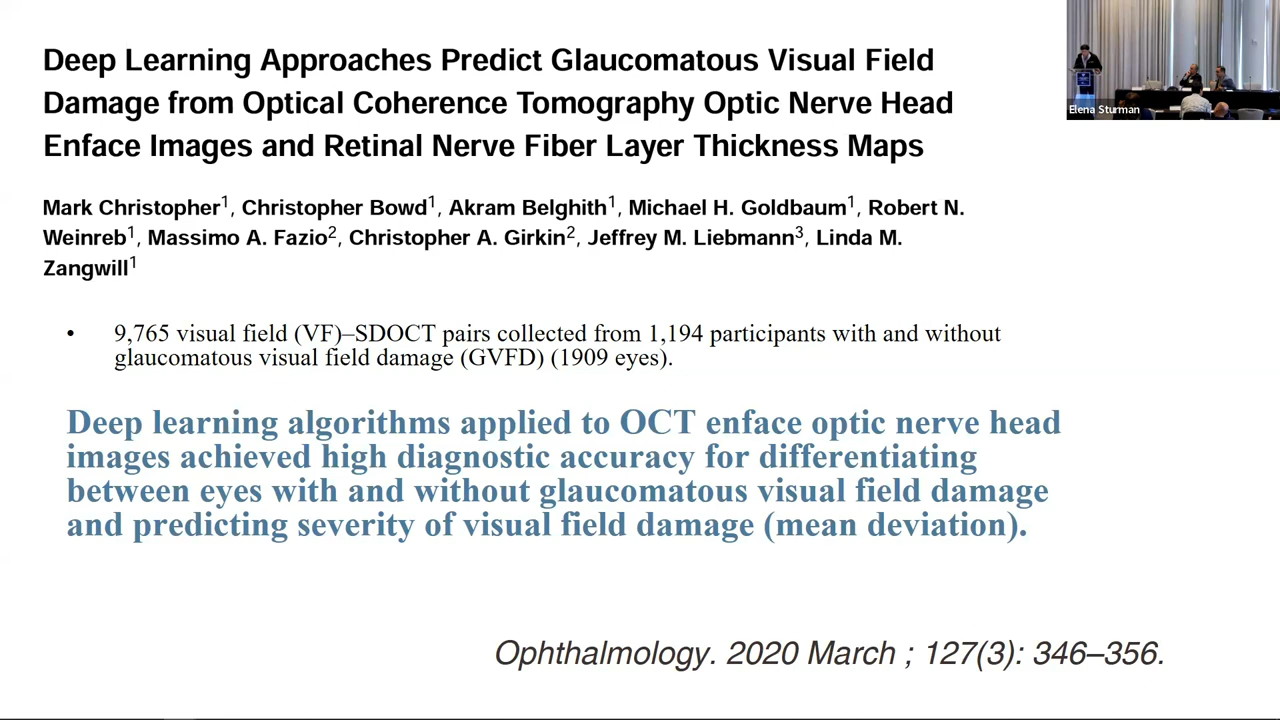 Deep Learning Approaches Predict Glaucomatous Visual Field
Damage from Optical Coherence Tomography Optic Nerve Head
Enface Images and Retinal Nerve Fiber Layer Thickness Maps
Mark Christopher1, Christopher Bowd1, Akram Belghith1, Michael H. Goldbaum1, Robert N.
Weinreb1, Massimo A. Fazio2, Christopher A. Girkin2, Jeffrey M. Liebmann3, Linda M.
Zangwill1
• 9,765 visual field (VF)–SDOCT pairs collected from 1,194 participants with and without
glaucomatous visual field damage (GVFD) (1909 eyes).
Deep learning algorithms applied to OCT enface optic nerve head
images achieved high diagnostic accuracy for differentiating
between eyes with and without glaucomatous visual field damage
and predicting severity of visual field damage (mean deviation).
Ophthalmology. 2020 March ; 127(3): 346–356.
Elena Sturman